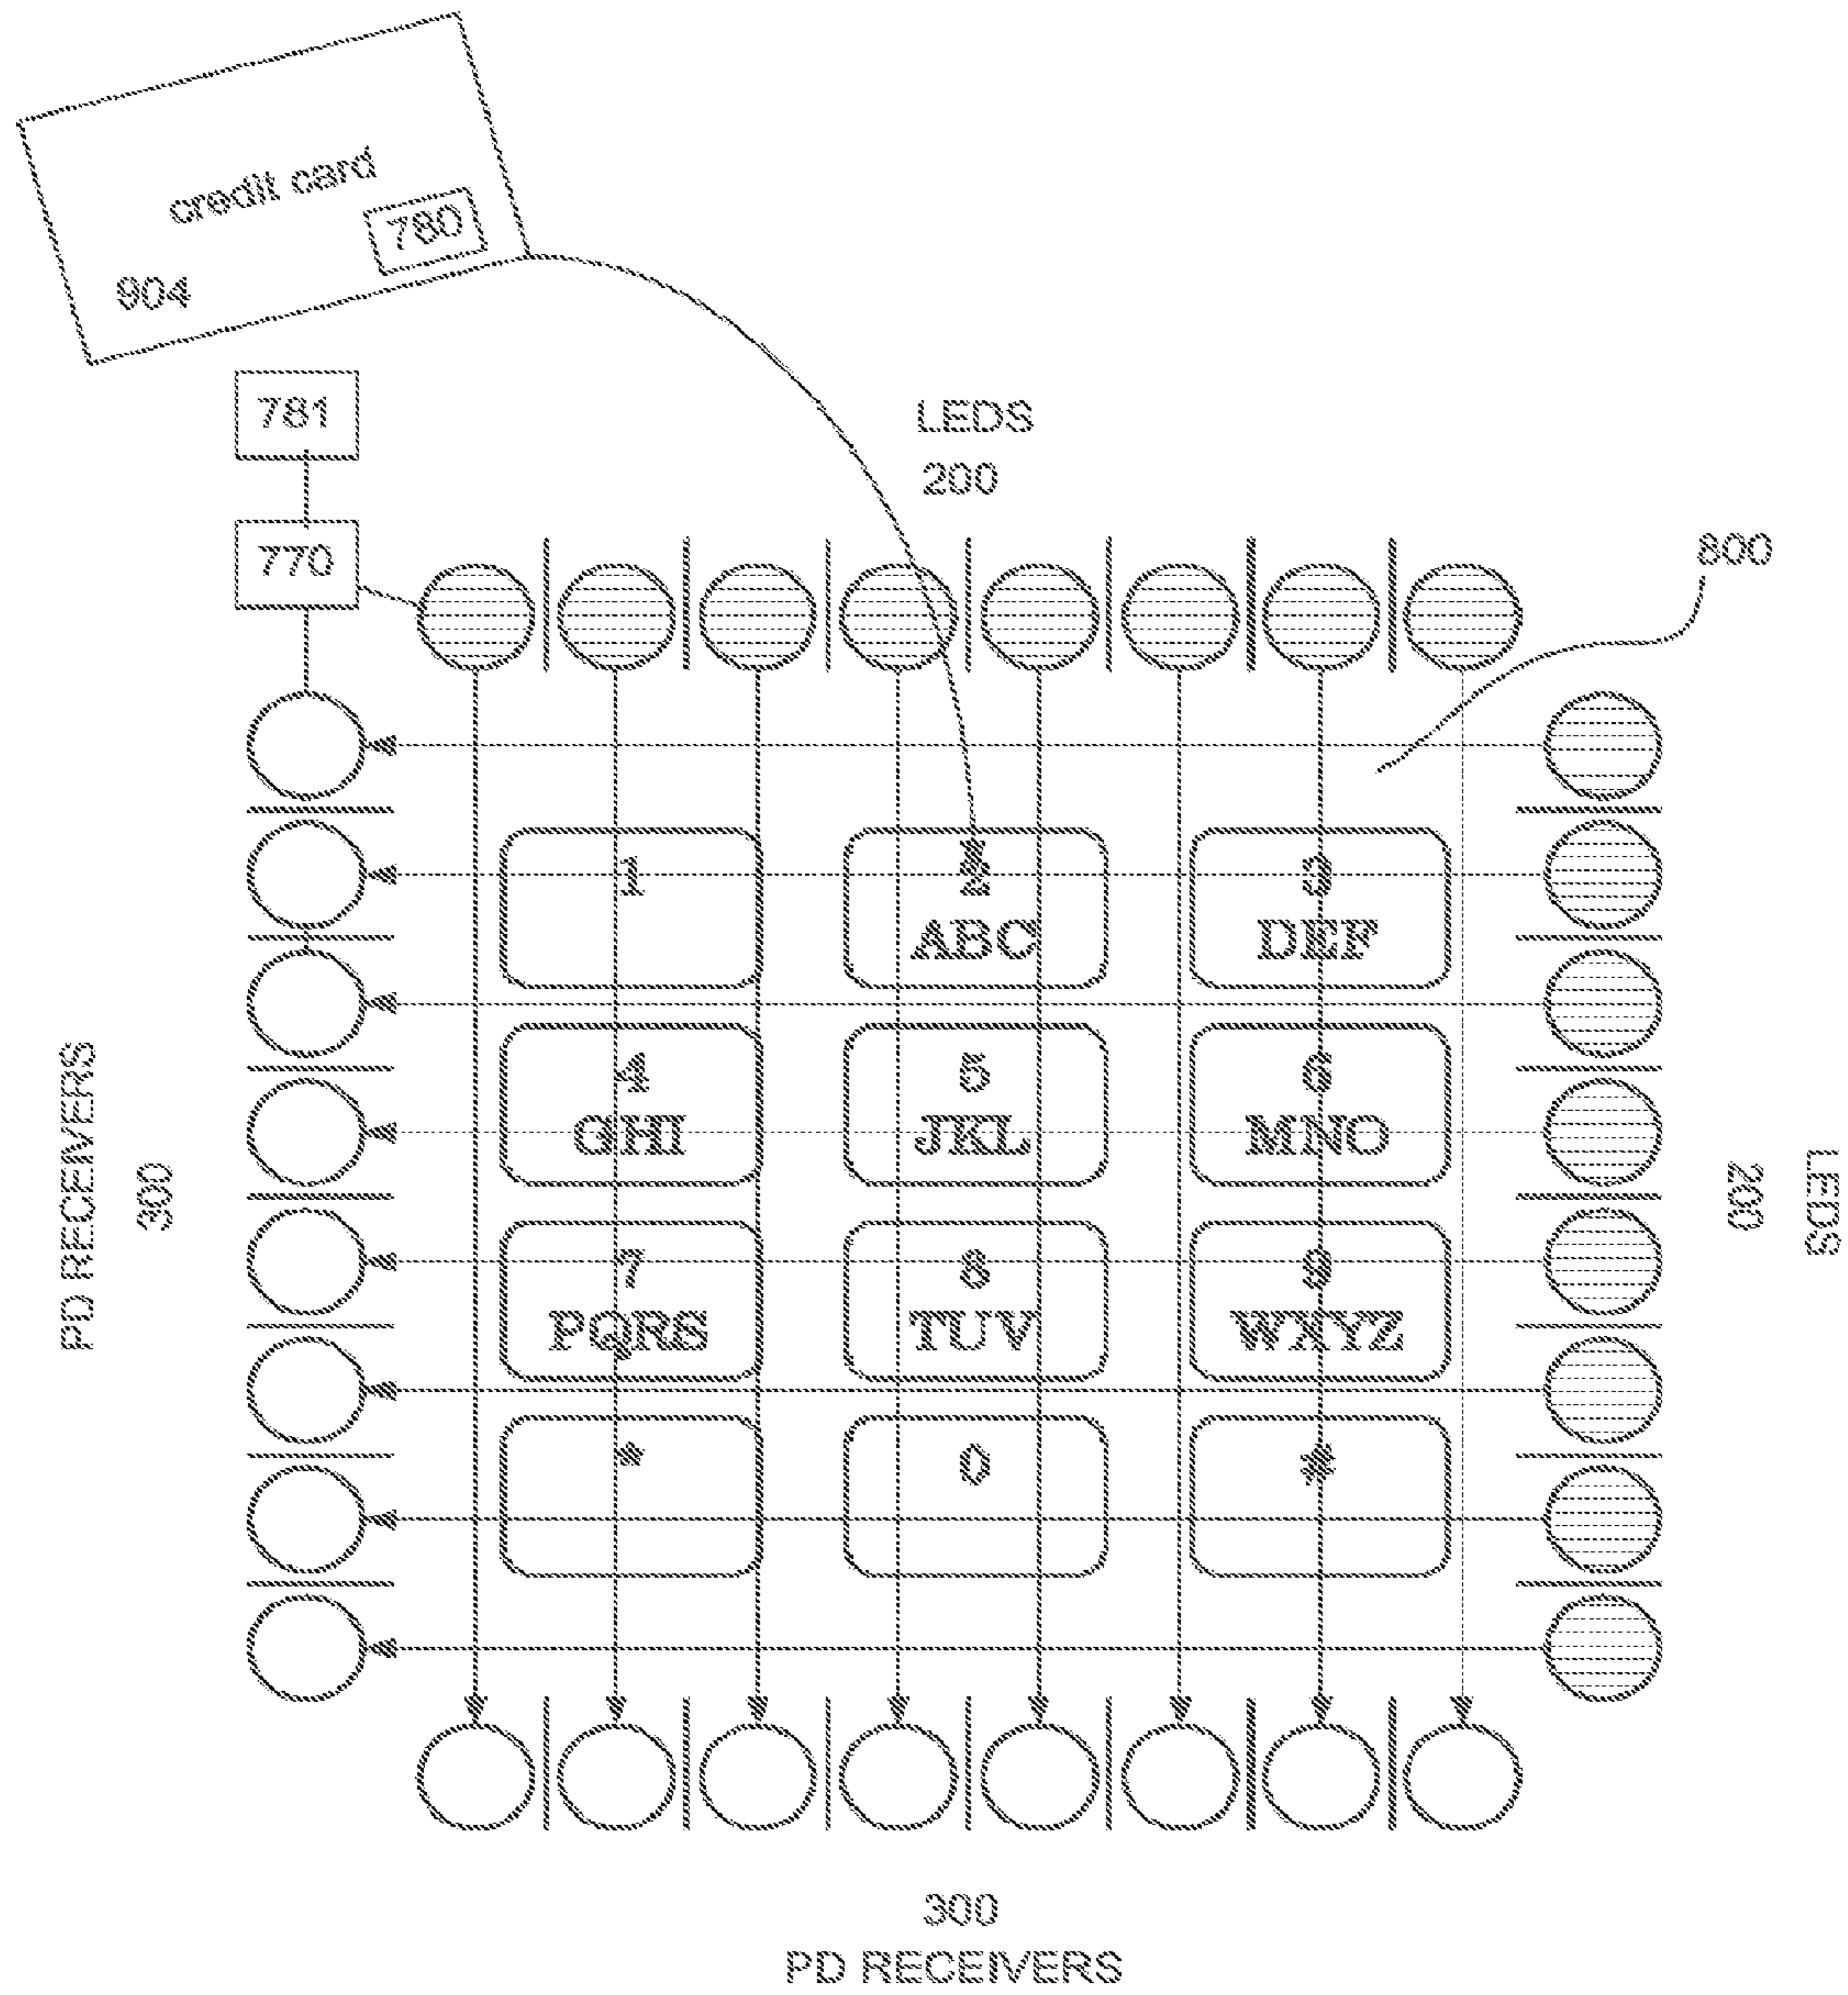 credit card
780
904
781
LEDS
200
770
800
1
2
ABC
3
DEF
4
GHI
5
JKL
6
MNO
7
PQRS
8
TUV
9
WXYZ
*
0
#
PD RECEIVERS
300
LEDS
200
300
PD RECEIVERS